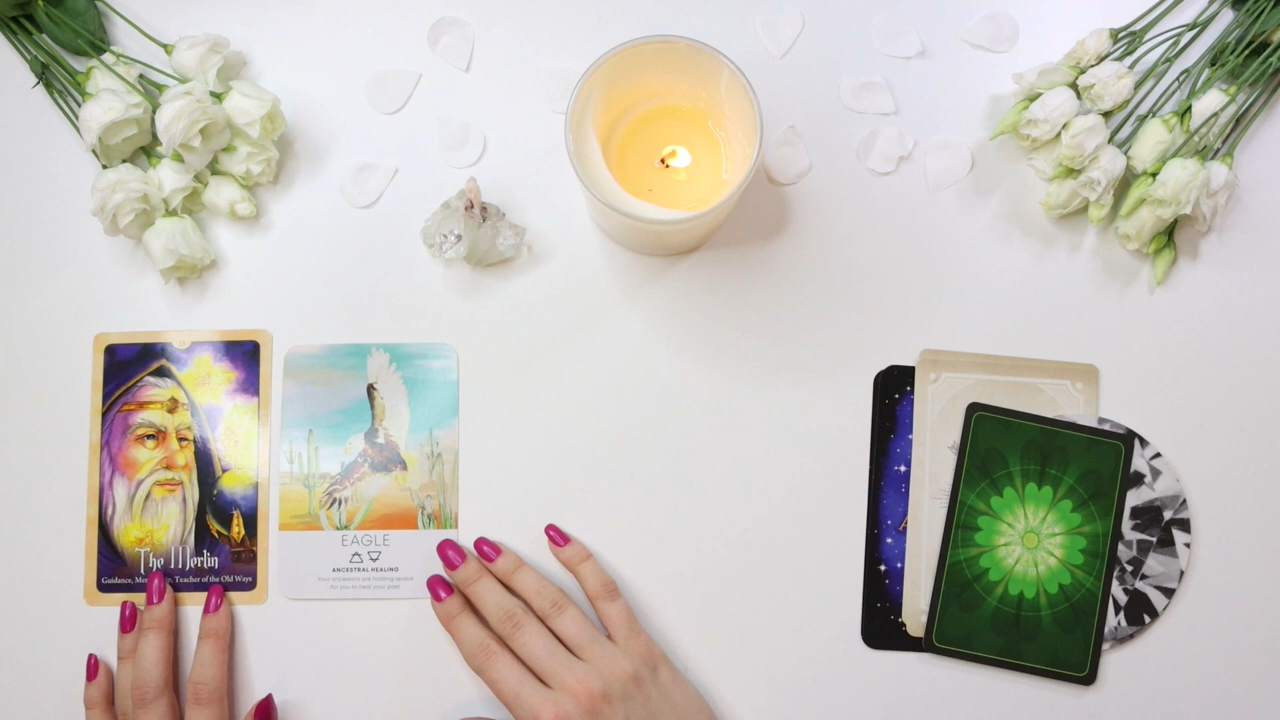 The Merlin
Guidance, Mentorship, Teacher of the Old Ways
EAGLE
ANCESTRAL HEALING
Your ancestors are holding space
for you to heal your past